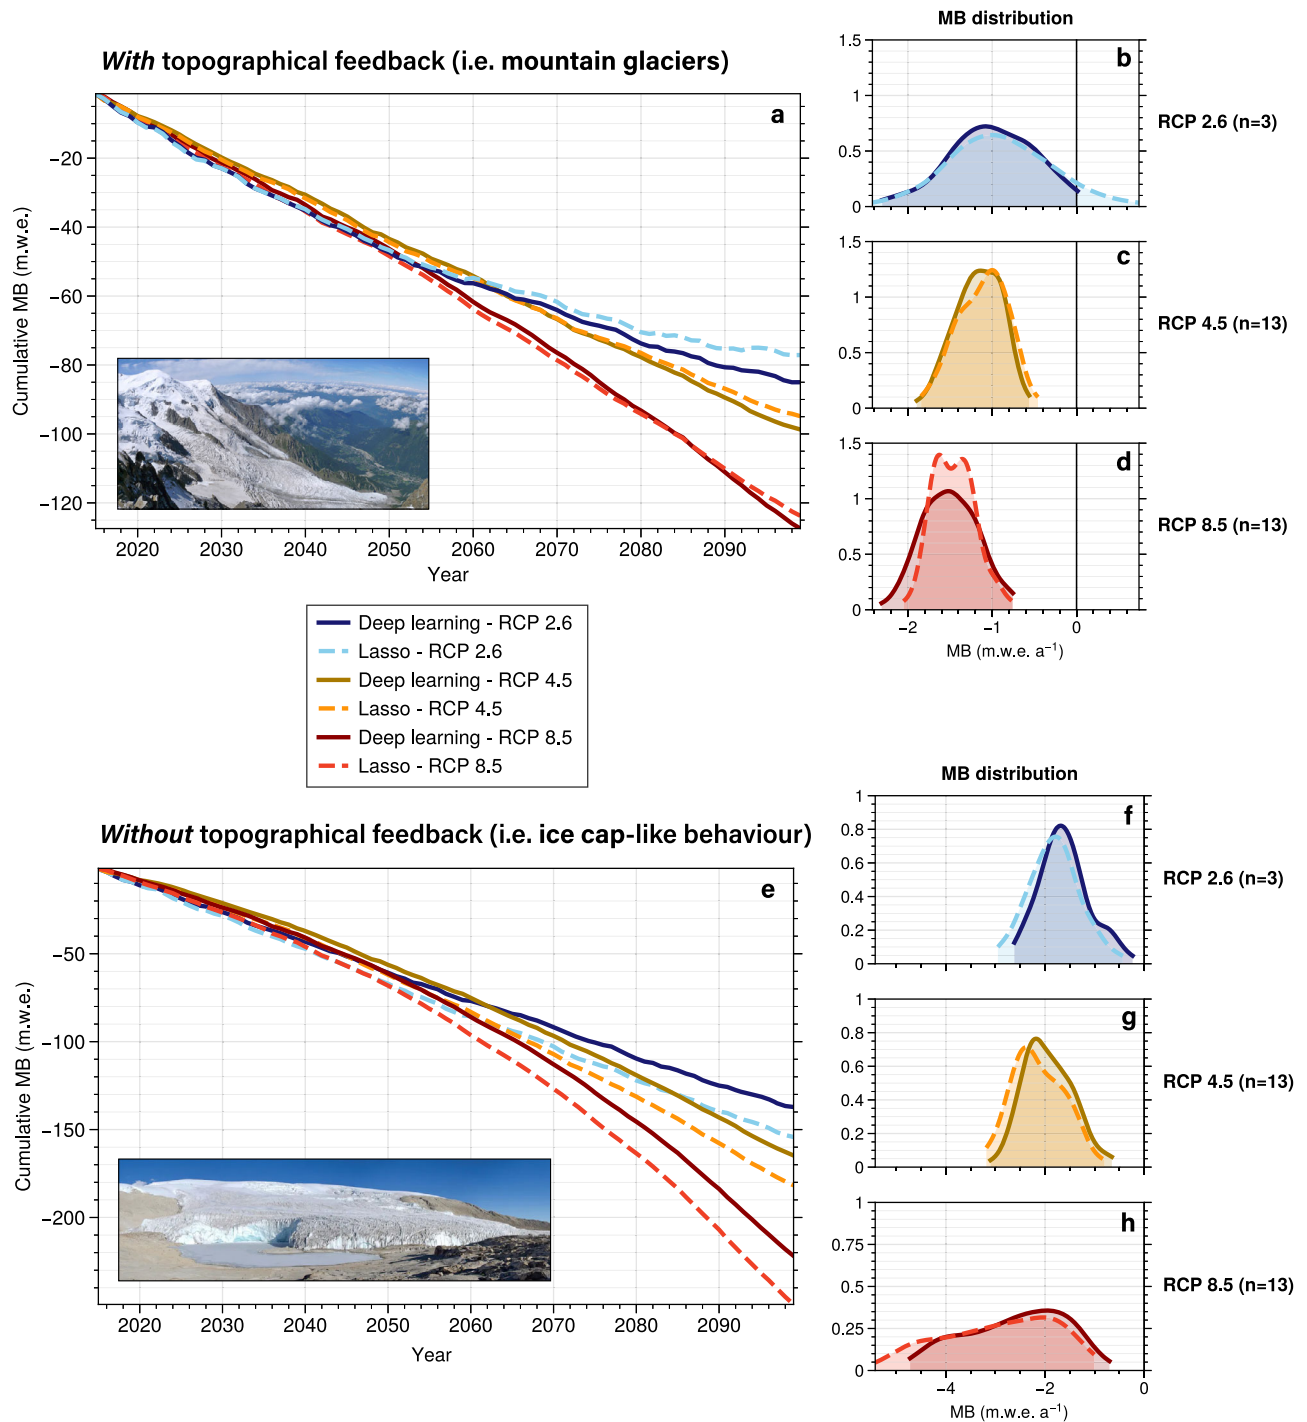 MB distribution
With topographical feedback (i.e. mountain glaciers)
a
−20
−40
−60
−80
−100
−120
Cumulative MB (m.w.e.)
2020 2030 2040 2050 2060 2070 2080 2090
Year
b
1.5
1
0.5
0
RCP 2.6 (n=3)
c
1.5
1
0.5
0
RCP 4.5 (n=13)
d
1.5
1
0.5
0
RCP 8.5 (n=13)
−2 −1 0
MB (m.w.e. a⁻¹)
Deep learning - RCP 2.6
Lasso - RCP 2.6
Deep learning - RCP 4.5
Lasso - RCP 4.5
Deep learning - RCP 8.5
Lasso - RCP 8.5
MB distribution
Without topographical feedback (i.e. ice cap-like behaviour)
e
−50
−100
−150
−200
Cumulative MB (m.w.e.)
2020 2030 2040 2050 2060 2070 2080 2090
Year
f
1
0.8
0.6
0.4
0.2
0
RCP 2.6 (n=3)
g
1
0.8
0.6
0.4
0.2
0
RCP 4.5 (n=13)
h
1
0.75
0.5
0.25
0
RCP 8.5 (n=13)
−4 −2 0
MB (m.w.e. a⁻¹)